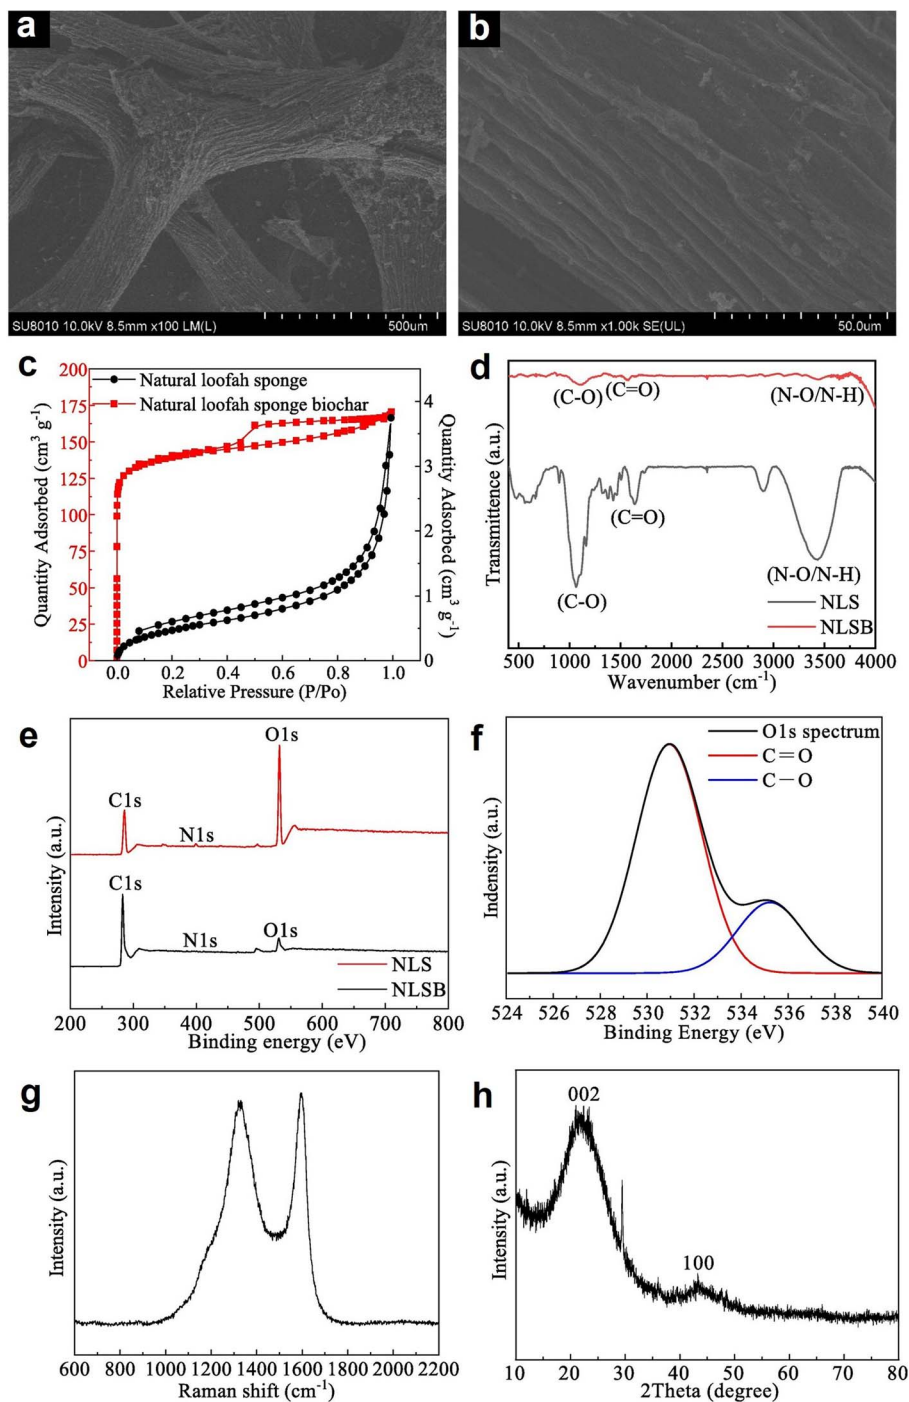 a
SU8010 10.0kV 8.5mm x100 LM(L)
500um
b
SU8010 10.0kV 8.5mm x1.00k SE(UL)
50.0um
c
Natural loofah sponge
Natural loofah sponge biochar
Quantity Adsorbed (cm³ g⁻¹)
200
175
150
125
100
75
50
25
0
4
3
2
1
0
Quantity Adsorbed (cm³ g⁻¹)
0.0 0.2 0.4 0.6 0.8 1.0
Relative Pressure (P/Po)
d
(C-O)
(C=O)
(N-O/N-H)
(C=O)
(C-O)
(N-O/N-H)
NLS
NLSB
Transmittence (a.u.)
500 1000 1500 2000 2500 3000 3500 4000
Wavenumber (cm⁻¹)
e
O1s
C1s
N1s
C1s
N1s
O1s
NLS
NLSB
Intensity (a.u.)
200 300 400 500 600 700 800
Binding energy (eV)
f
O1s spectrum
C=O
C－O
Indensity (a.u.)
524 526 528 530 532 534 536 538 540
Binding Energy (eV)
g
Intensity (a.u.)
600 800 1000 1200 1400 1600 1800 2000 2200
Raman shift (cm⁻¹)
h
002
100
Intensity (a.u.)
10 20 30 40 50 60 70 80
2Theta (degree)